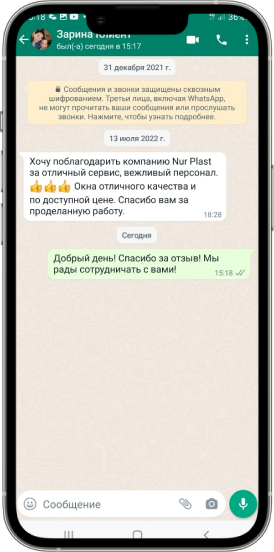 36%
Зарина Клиент
был(-а) сегодня в 15:17
31 декабря 2021 г.
Сообщения и звонки защищены сквозным
шифрованием. Третьи лица, включая WhatsApp,
не могут прочитать ваши сообщения или прослушать
звонки. Нажмите, чтобы узнать подробнее.
13 июля 2022 г.
Хочу поблагодарить компанию Nur Plast
за отличный сервис, вежливый персонал.
👍👍👍 Окна отличного качества и
по доступной цене. Спасибо вам за
проделанную работу.
18:28
Сегодня
Добрый день! Спасибо за отзыв! Мы
рады сотрудничать с вами!
15:18
Сообщение